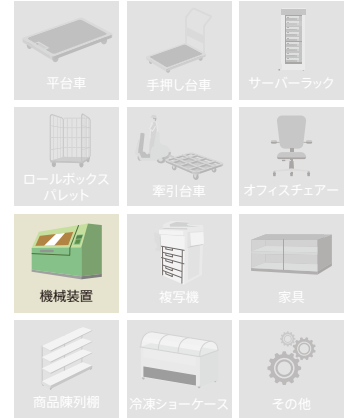 平台車
手押し台車
サーバーラック
ロールボックス
パレット
牽引台車
オフィスチェアー
機械装置
複写機
家具
商品陳列棚
冷凍ショーケース
その他